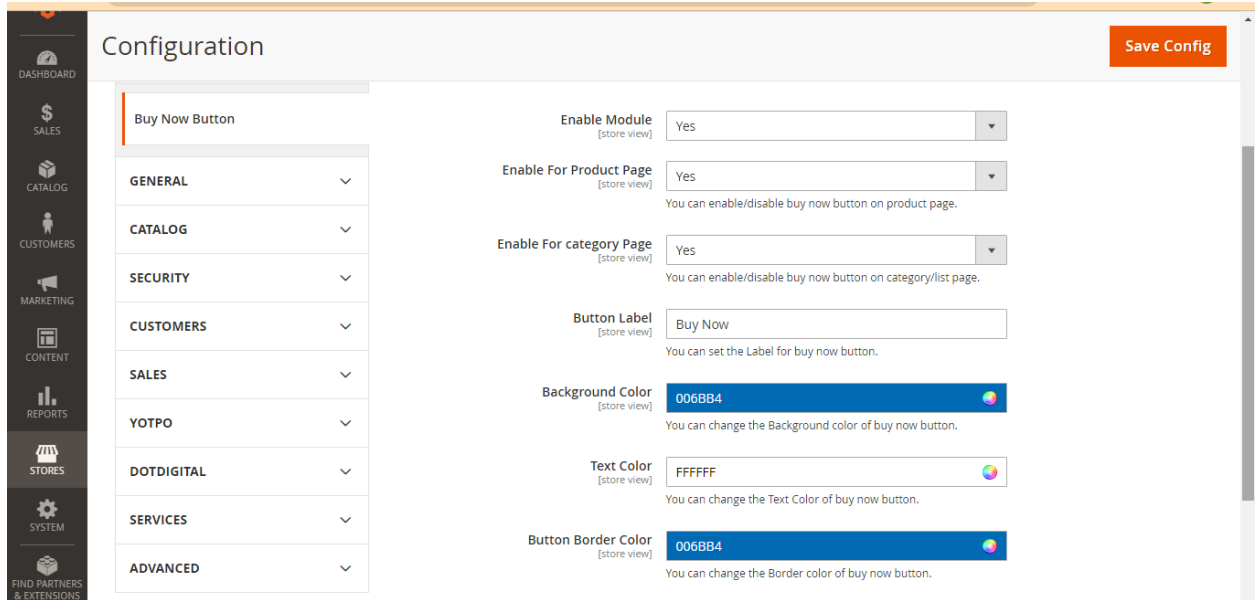 Configuration
Save Config
DASHBOARD
$
SALES
CATALOG
CUSTOMERS
MARKETING
CONTENT
REPORTS
STORES
SYSTEM
FIND PARTNERS
& EXTENSIONS
Buy Now Button
GENERAL
CATALOG
SECURITY
CUSTOMERS
SALES
YOTPO
DOTDIGITAL
SERVICES
ADVANCED
Enable Module
[store view]
Yes
Enable For Product Page
[store view]
Yes
You can enable/disable buy now button on product page.
Enable For category Page
[store view]
Yes
You can enable/disable buy now button on category/list page.
Button Label
[store view]
Buy Now
You can set the Label for buy now button.
Background Color
[store view]
006BB4
You can change the Background color of buy now button.
Text Color
[store view]
FFFFFF
You can change the Text Color of buy now button.
Button Border Color
[store view]
006BB4
You can change the Border color of buy now button.